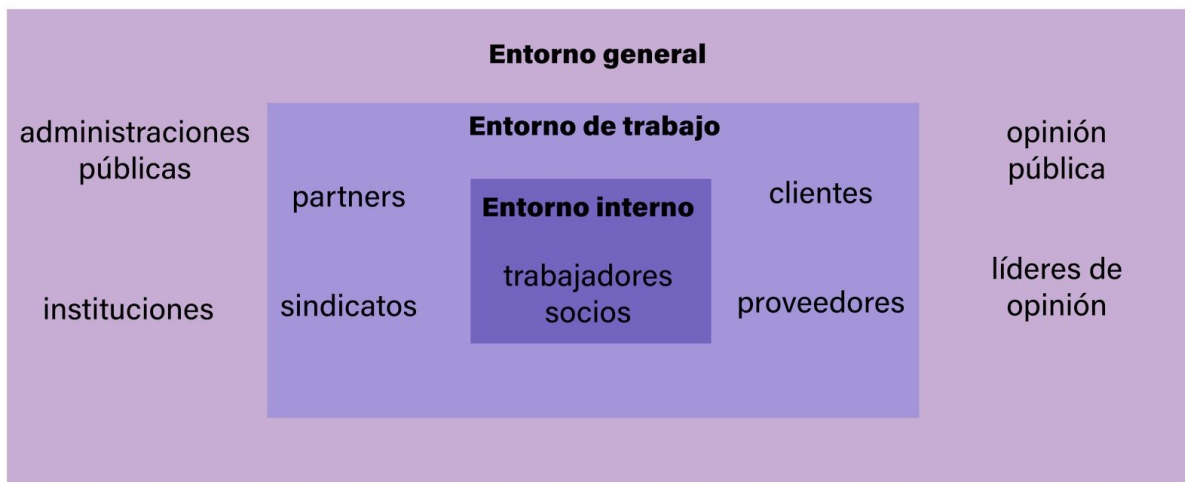 Entorno general
administraciones
públicas
instituciones
Entorno de trabajo
partners
sindicatos
Entorno interno
trabajadores
socios
clientes
proveedores
opinión
pública
líderes de
opinión